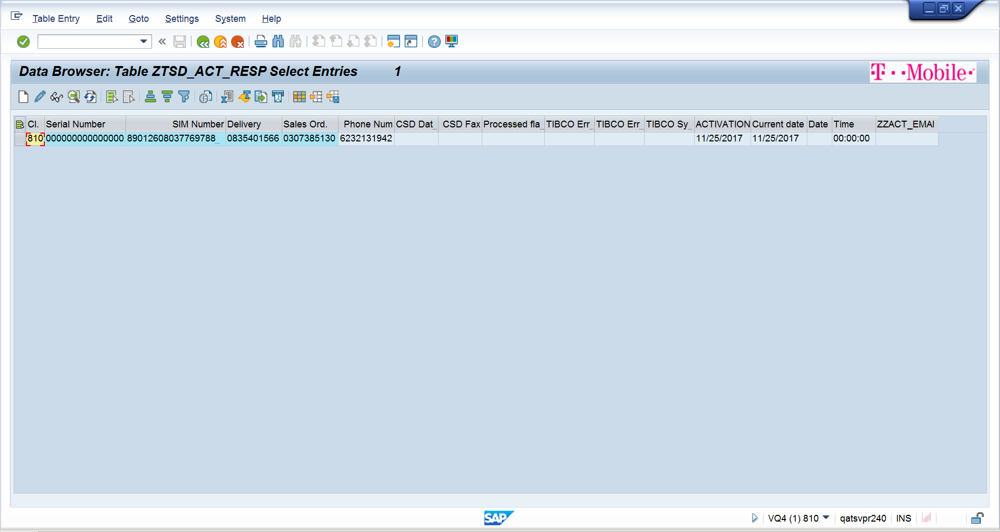 Table Entry Edit Goto Settings System Help
Data Browser: Table ZTSD_ACT_RESP Select Entries 1
T··Mobile·
Cl. Serial Number SIM Number Delivery Sales Ord. Phone Num CSD Dat CSD Fax Processed fla TIBCO Err TIBCO Err TIBCO Sy ACTIVATION Current date Date Time ZZACT_EMAI
810 000000000000000 89012608037769788 0835401566 0307385130 6232131942 11/25/2017 11/25/2017 00:00:00
SAP VQ4 (1) 810 qatsvpr240 INS